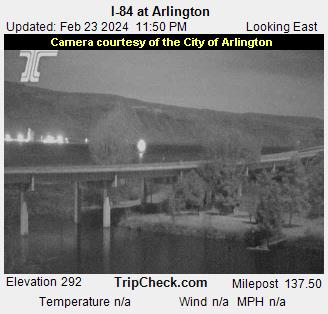 I-84 at Arlington
Updated: Feb 23 2024 11:50 PM Looking East
Camera courtesy of the City of Arlington
Elevation 292 TripCheck.com Milepost 137.50
Temperature n/a Wind n/a MPH n/a